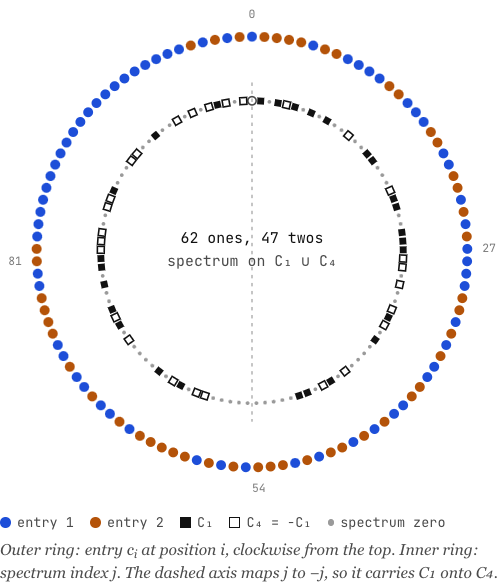 0
62 ones, 47 twos
27
81
spectrum on C₁ ∪ C₄
54
entry 1 entry 2 C₁ C₄ = -C₁ spectrum zero
Outer ring: entry cᵢ at position i, clockwise from the top. Inner ring:
spectrum index j. The dashed axis maps j to −j, so it carries C₁ onto C₄.